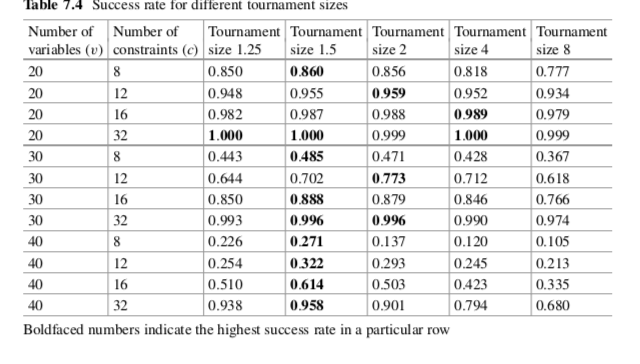 Table 7.4 Success rate for different tournament sizes
Number of Number of Tournament Tournament Tournament Tournament Tournament
variables (v) constraints (c) size 1.25 size 1.5 size 2 size 4 size 8
20 8 0.850 0.860 0.856 0.818 0.777
20 12 0.948 0.955 0.959 0.952 0.934
20 16 0.982 0.987 0.988 0.989 0.979
20 32 1.000 1.000 0.999 1.000 0.999
30 8 0.443 0.485 0.471 0.428 0.367
30 12 0.644 0.702 0.773 0.712 0.618
30 16 0.850 0.888 0.879 0.846 0.766
30 32 0.993 0.996 0.996 0.990 0.974
40 8 0.226 0.271 0.137 0.120 0.105
40 12 0.254 0.322 0.293 0.245 0.213
40 16 0.510 0.614 0.503 0.423 0.335
40 32 0.938 0.958 0.901 0.794 0.680
Boldfaced numbers indicate the highest success rate in a particular row